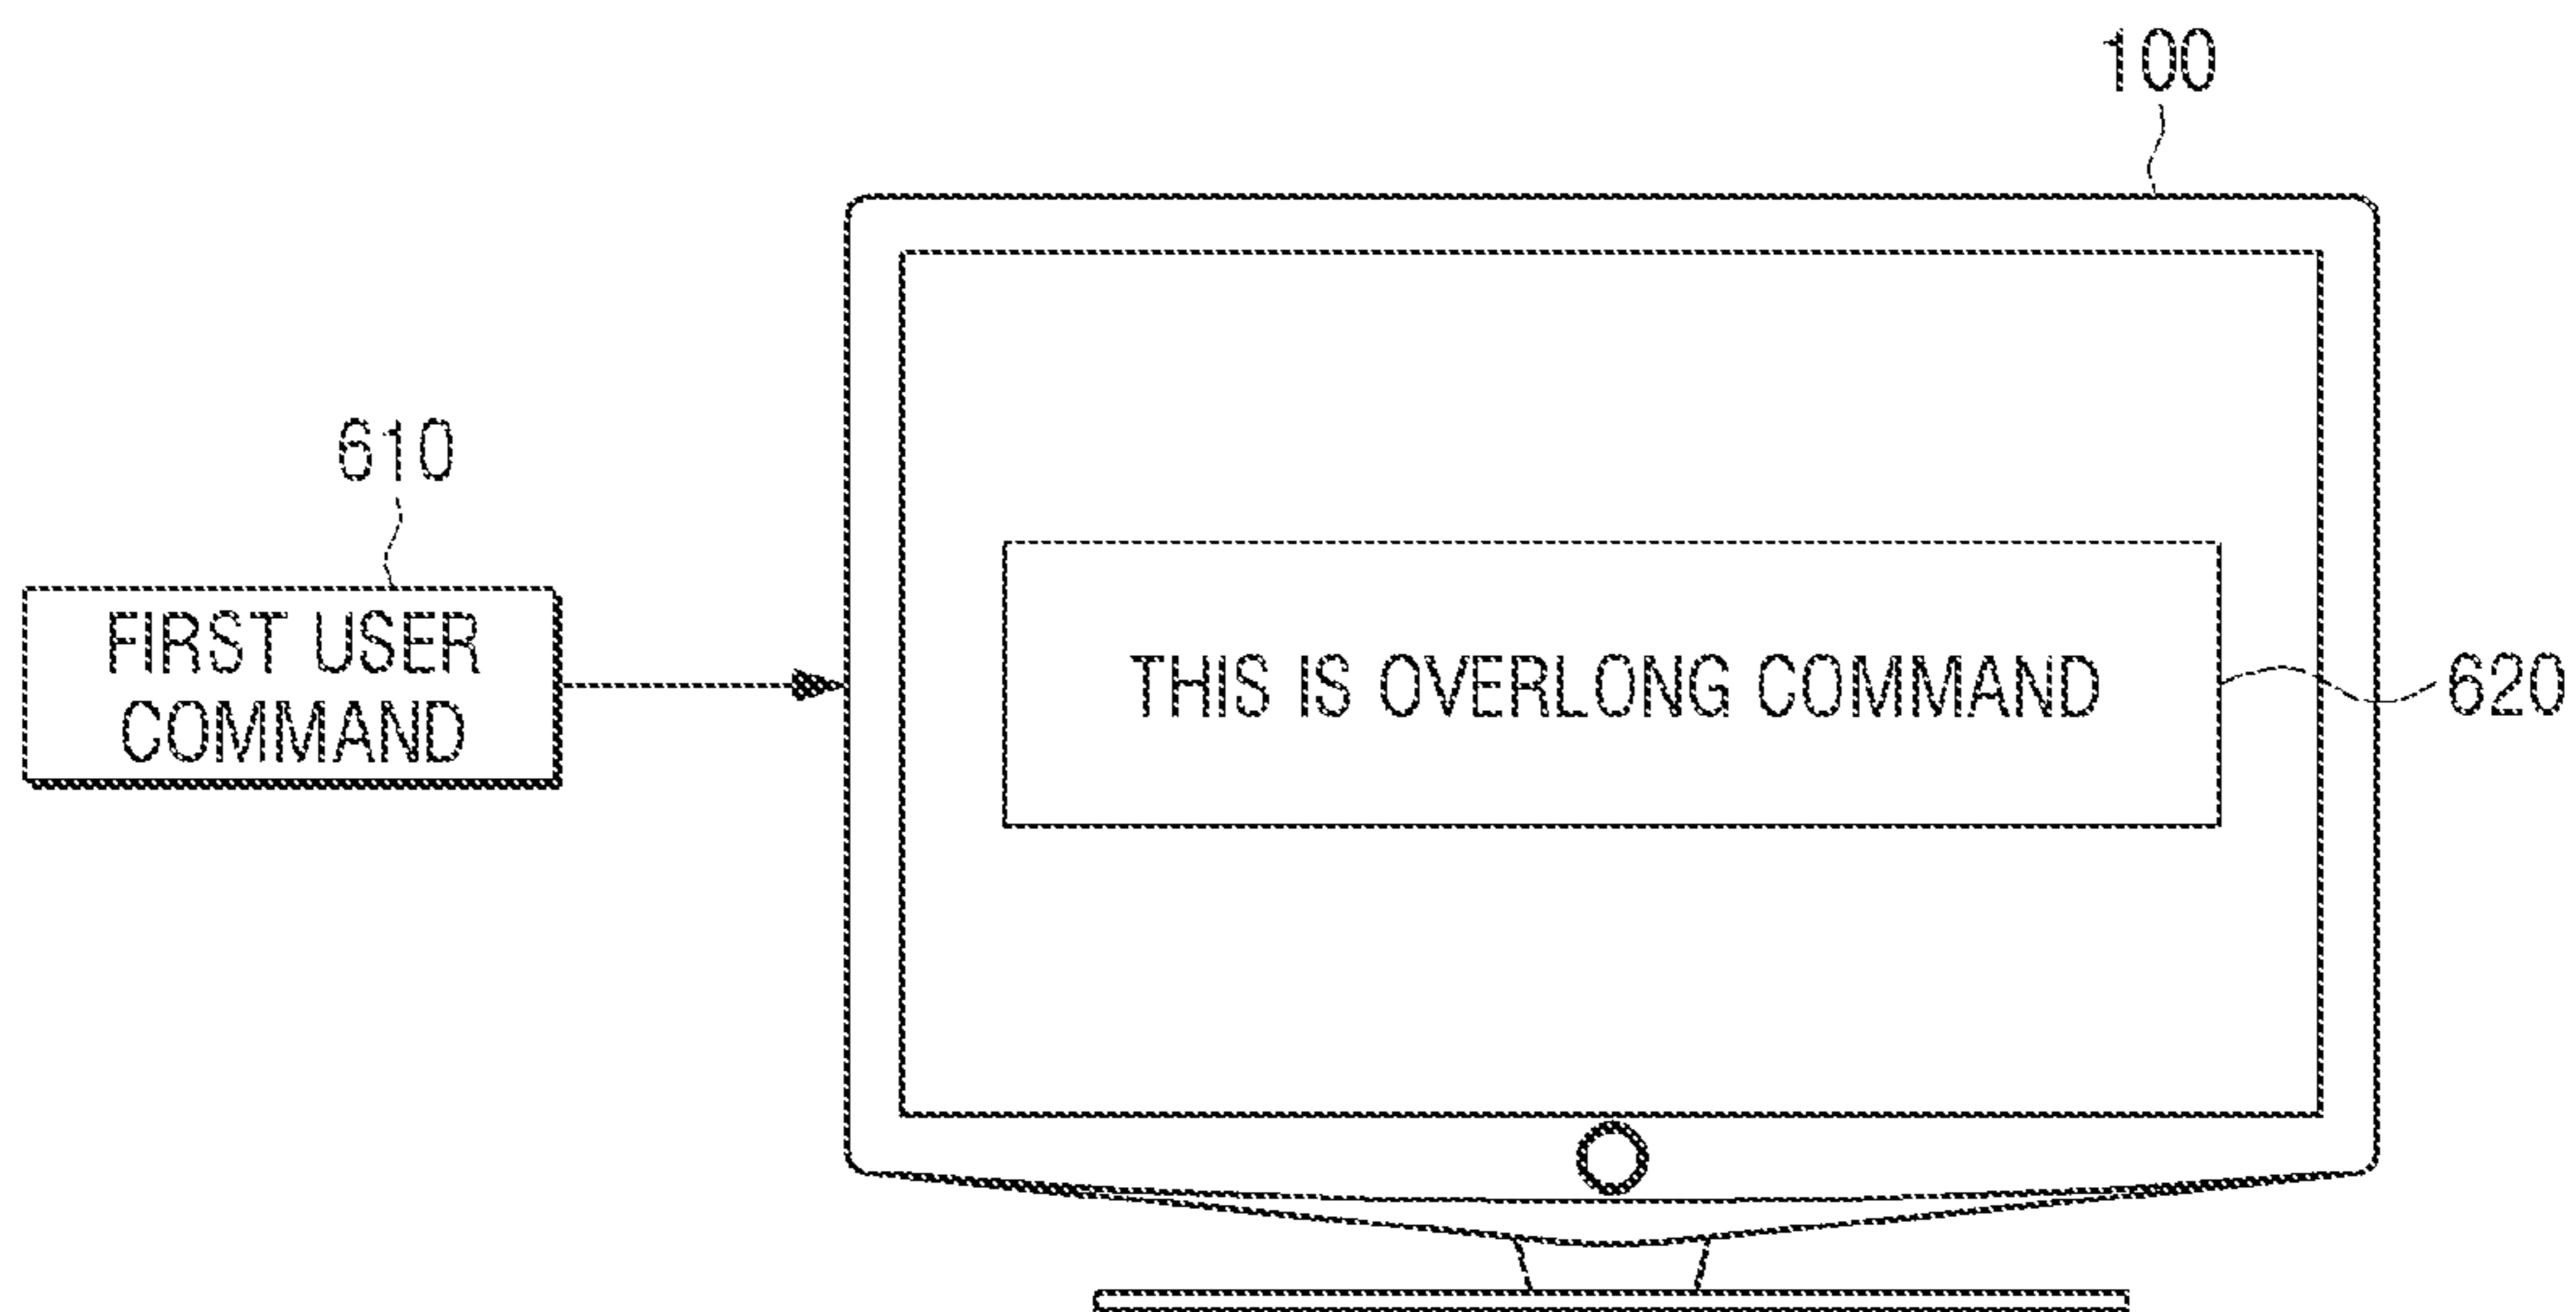 100
610
FIRST USER
COMMAND
THIS IS OVERLONG COMMAND
620